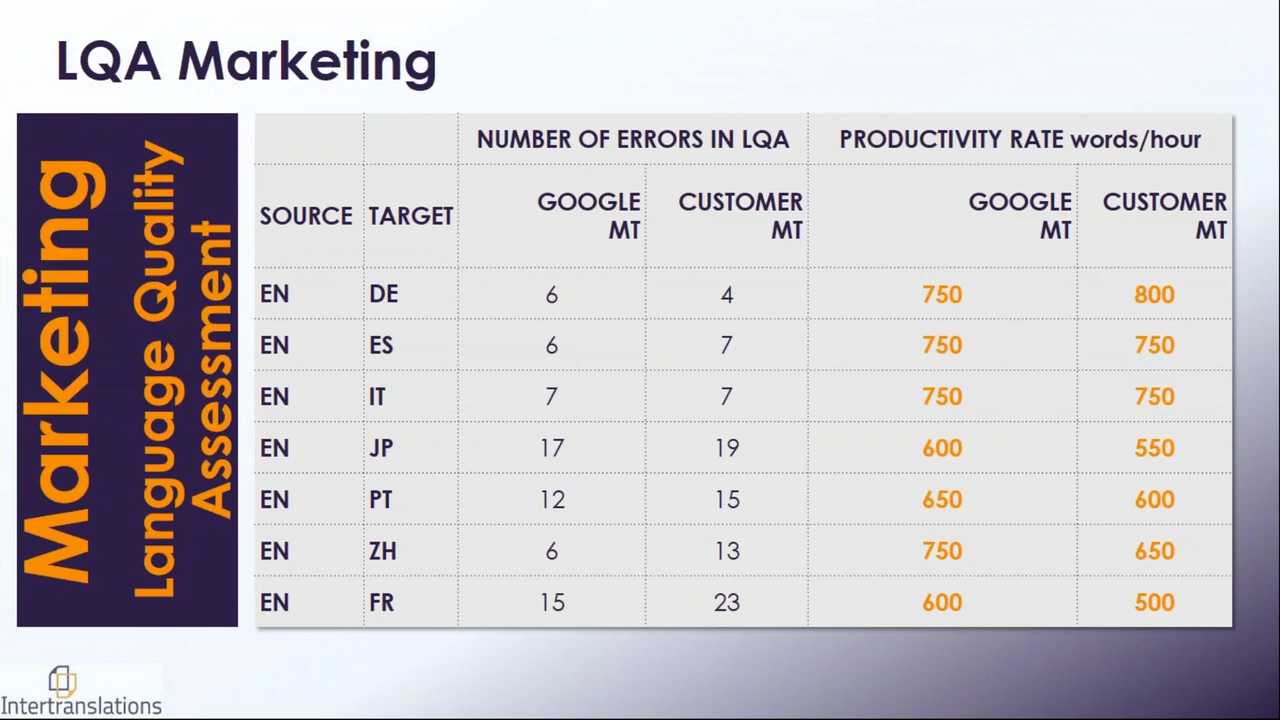 LQA Marketing
Marketing
Language Quality
Assessment
NUMBER OF ERRORS IN LQA PRODUCTIVITY RATE words/hour
SOURCE TARGET GOOGLE MT CUSTOMER MT GOOGLE MT CUSTOMER MT
EN DE 6 4 750 800
EN ES 6 7 750 750
EN IT 7 7 750 750
EN JP 17 19 600 550
EN PT 12 15 650 600
EN ZH 6 13 750 650
EN FR 15 23 600 500
Intertranslations